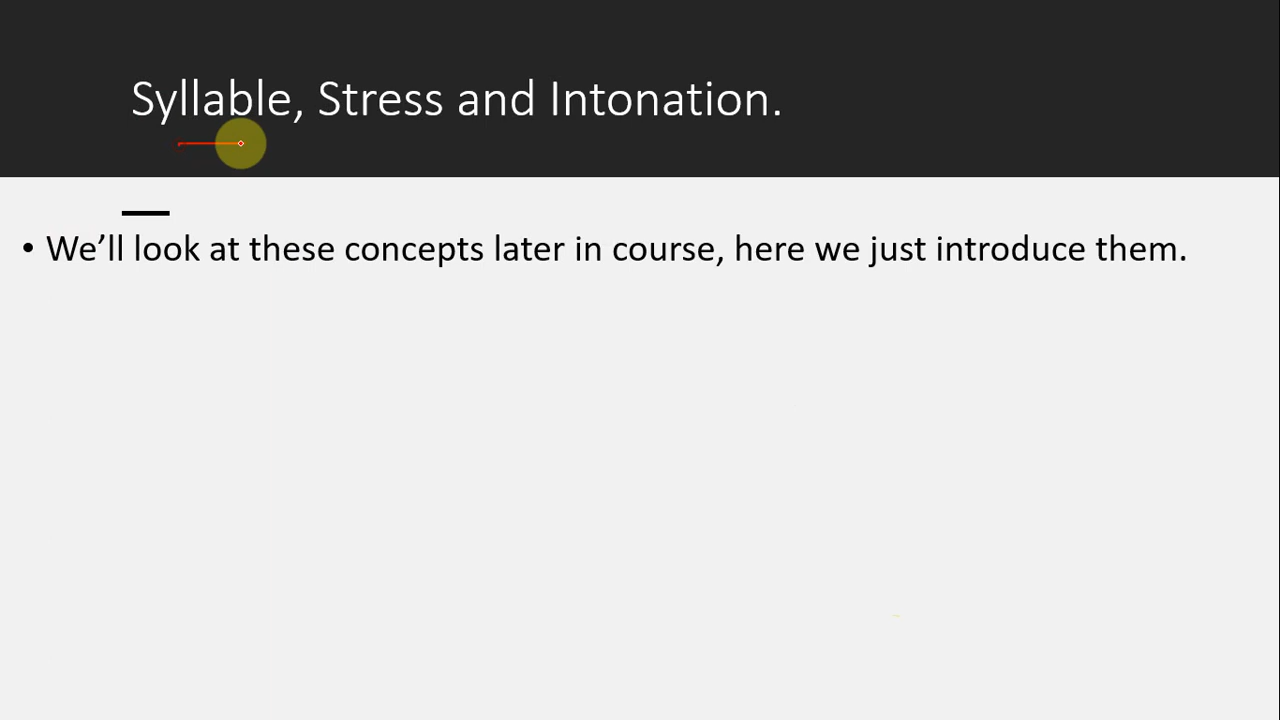 Syllable, Stress and Intonation.
• We’ll look at these concepts later in course, here we just introduce them.